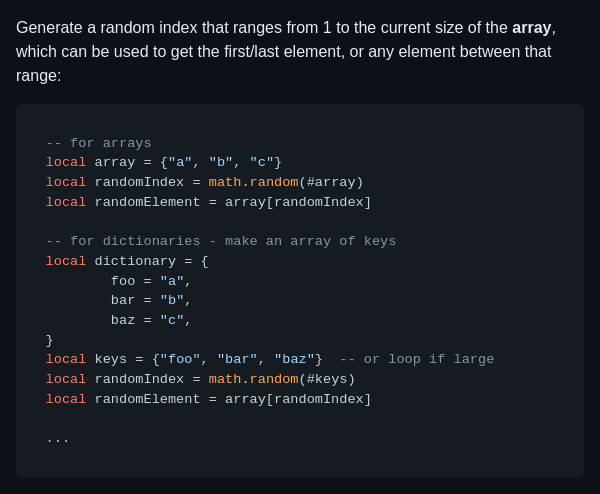 Generate a random index that ranges from 1 to the current size of the array,
which can be used to get the first/last element, or any element between that
range:
-- for arrays
local array = {"a", "b", "c"}
local randomIndex = math.random(#array)
local randomElement = array[randomIndex]
-- for dictionaries - make an array of keys
local dictionary = {
        foo = "a",
        bar = "b",
        baz = "c",
}
local keys = {"foo", "bar", "baz"}  -- or loop if large
local randomIndex = math.random(#keys)
local randomElement = array[randomIndex]
...